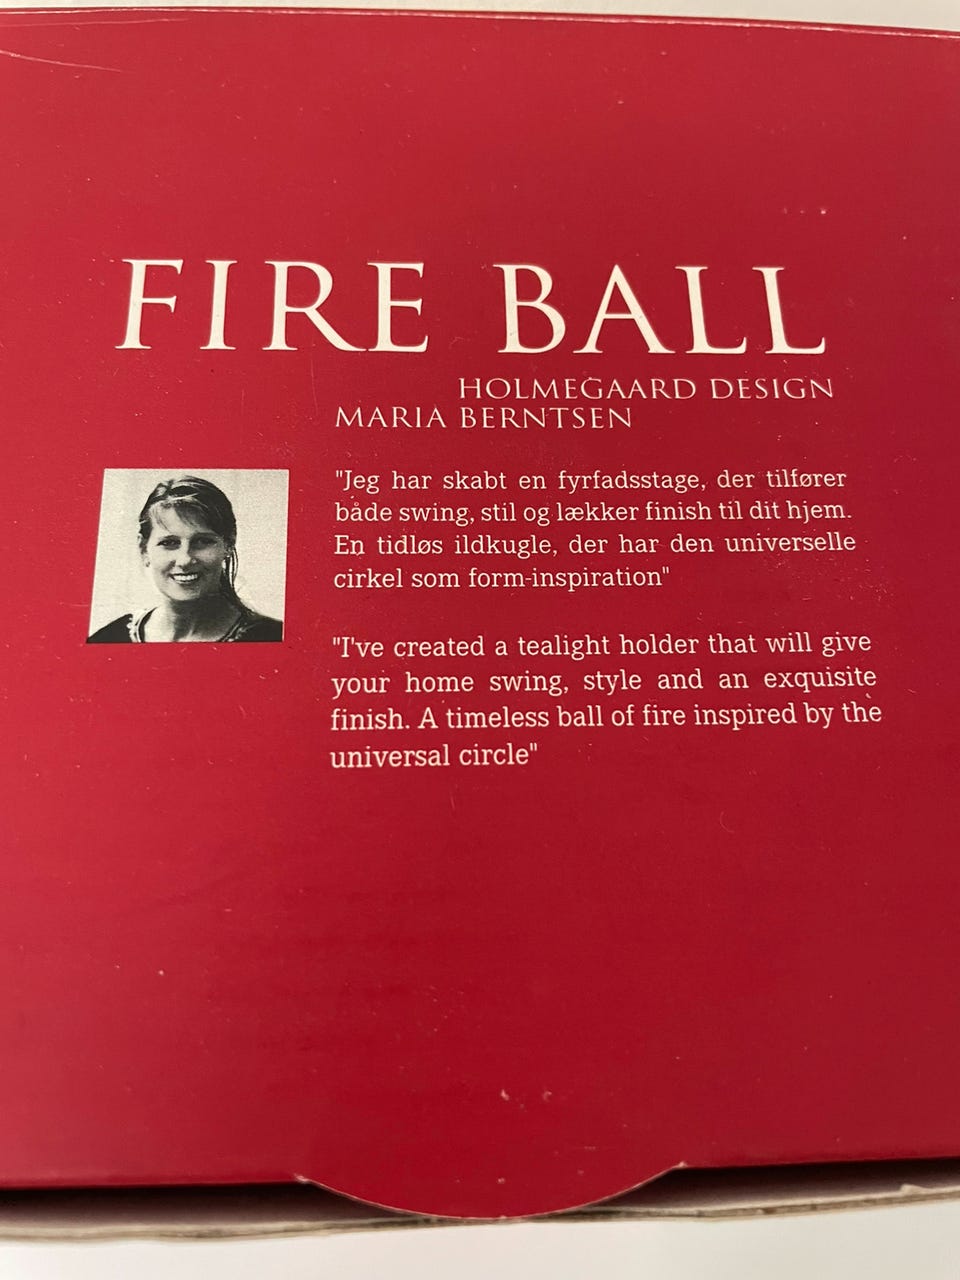 FIRE BALL
HOLMEGAARD DESIGN
MARIA BERNTSEN
"Jeg har skabt en fyrfadsstage, der tilfører
både swing, stil og lækker finish til dit hjem.
En tidløs ildkugle, der har den universelle
cirkel som form-inspiration"
"I've created a tealight holder that will give
your home swing, style and an exquisite
finish. A timeless ball of fire inspired by the
universal circle"